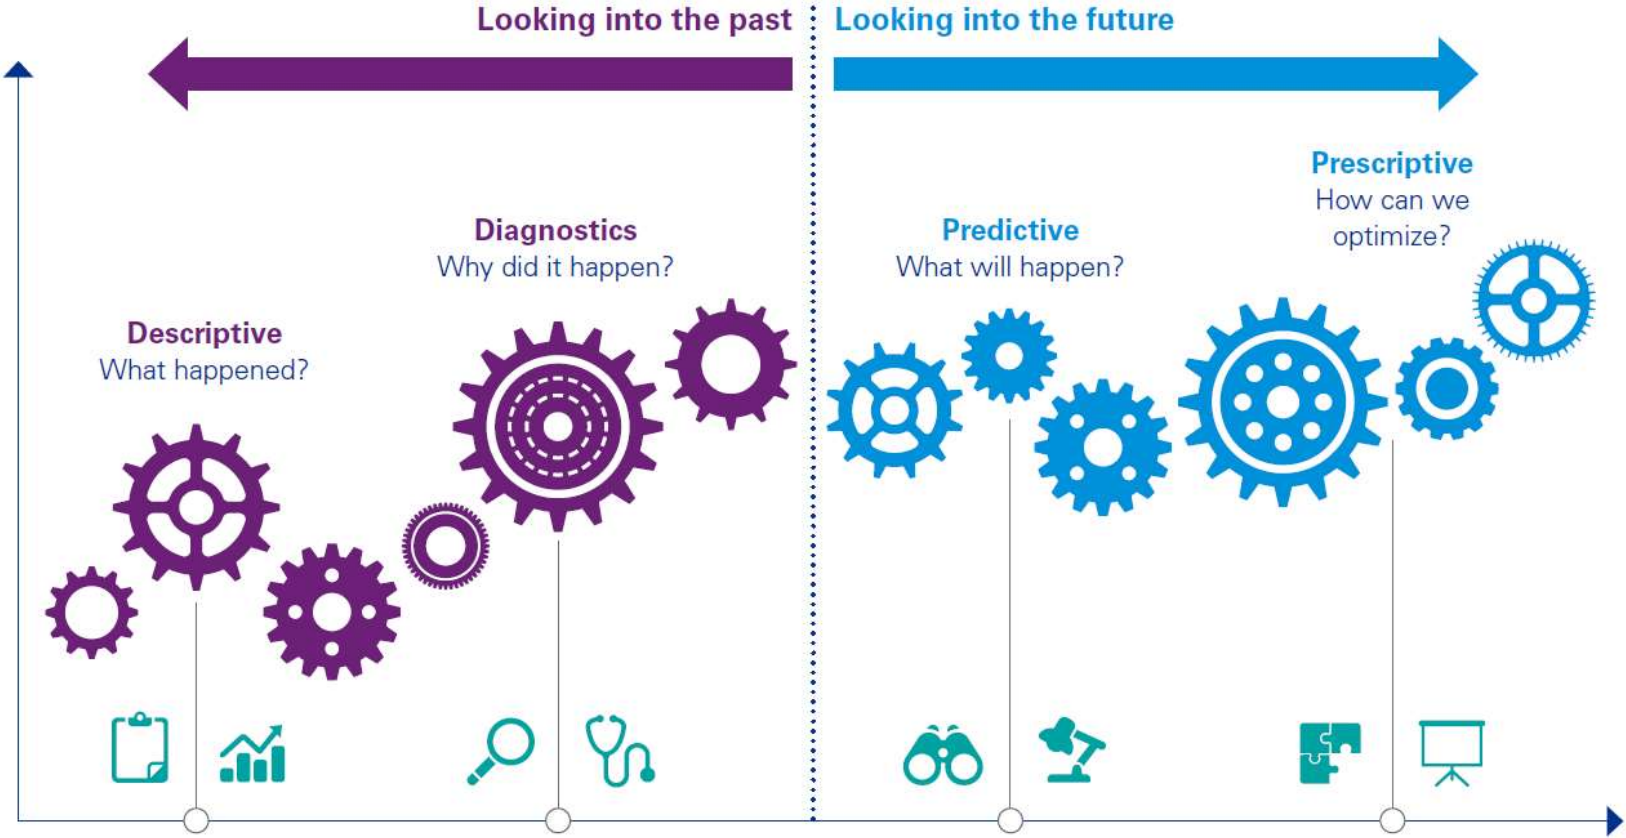 Looking into the past
Looking into the future
Descriptive
What happened?
Diagnostics
Why did it happen?
Predictive
What will happen?
Prescriptive
How can we
optimize?